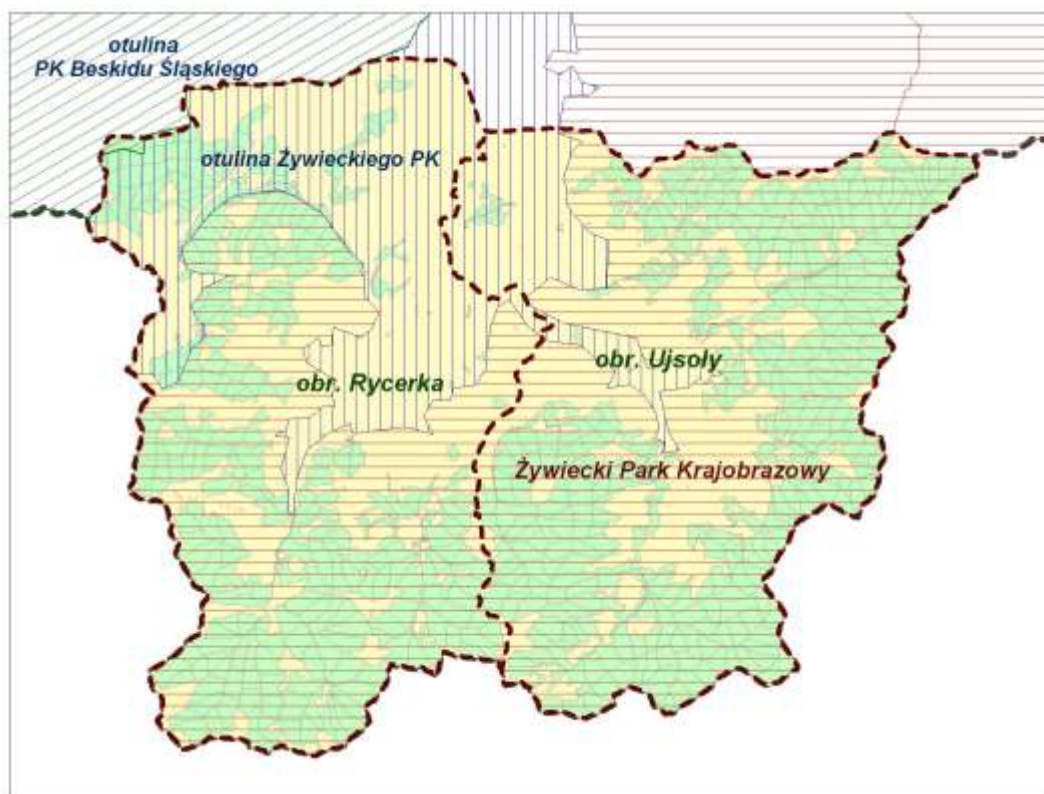 otulina
PK Beskidu Śląskiego
otulina Żywieckiego PK
obr. Ujsoły
obr. Rycerka
Żywiecki Park Krajobrazowy